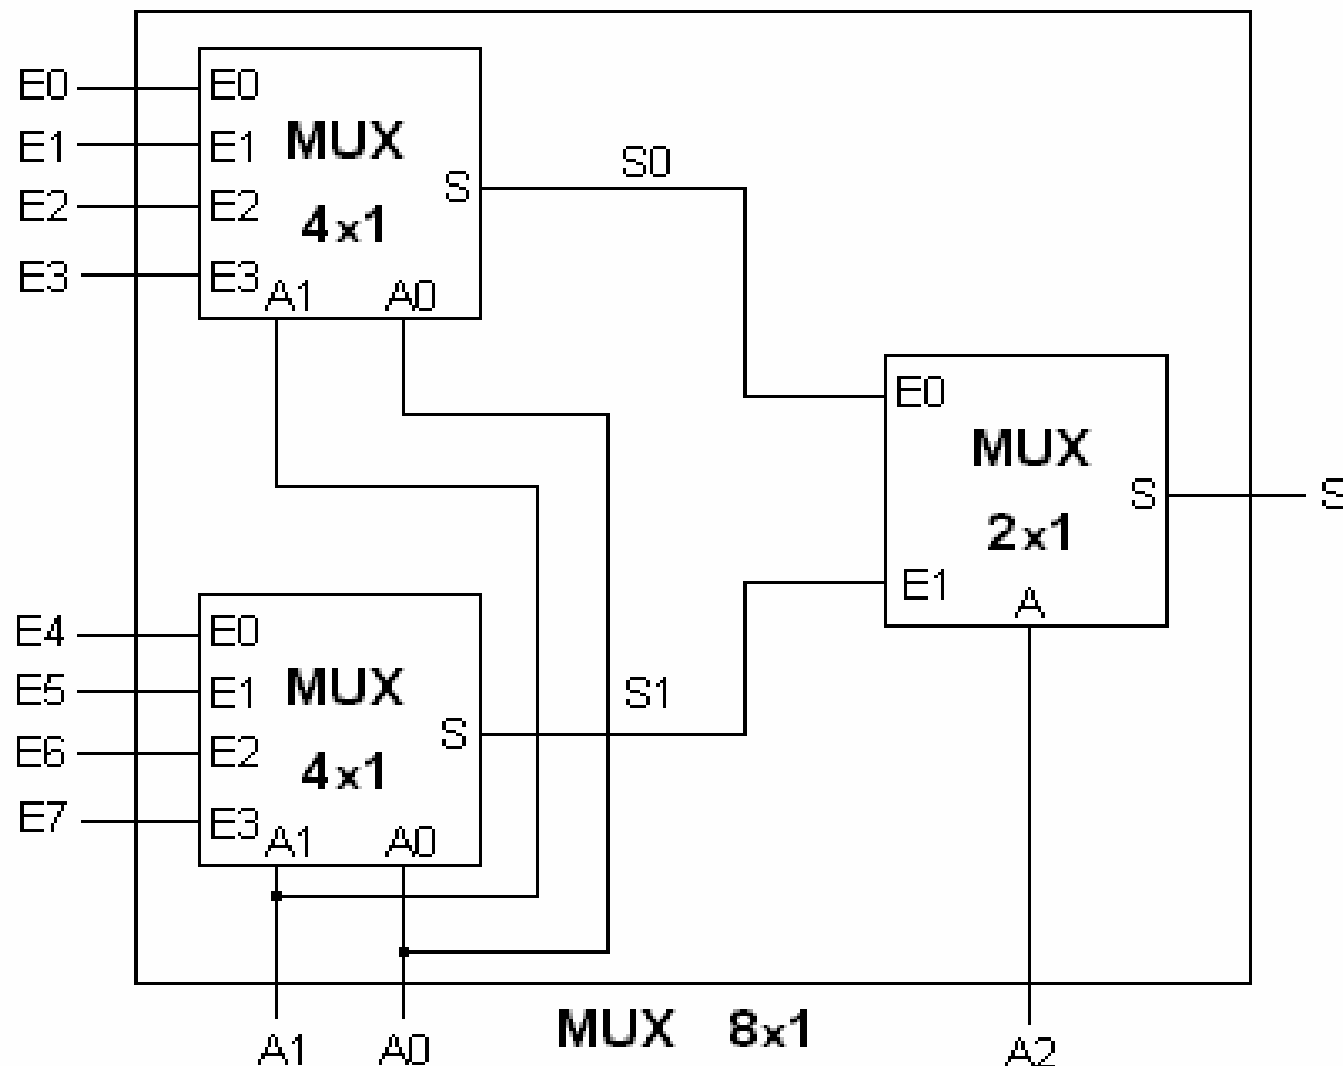 E0 E0
E1 E1 MUX
E2 E2 4x1 S S0
E3 E3 A1 A0
E0
MUX
2x1 S S
E1
A
E4 E0
E5 E1 MUX
E6 E2 4x1 S S1
E7 E3 A1 A0
A1 A0 MUX 8x1 A2